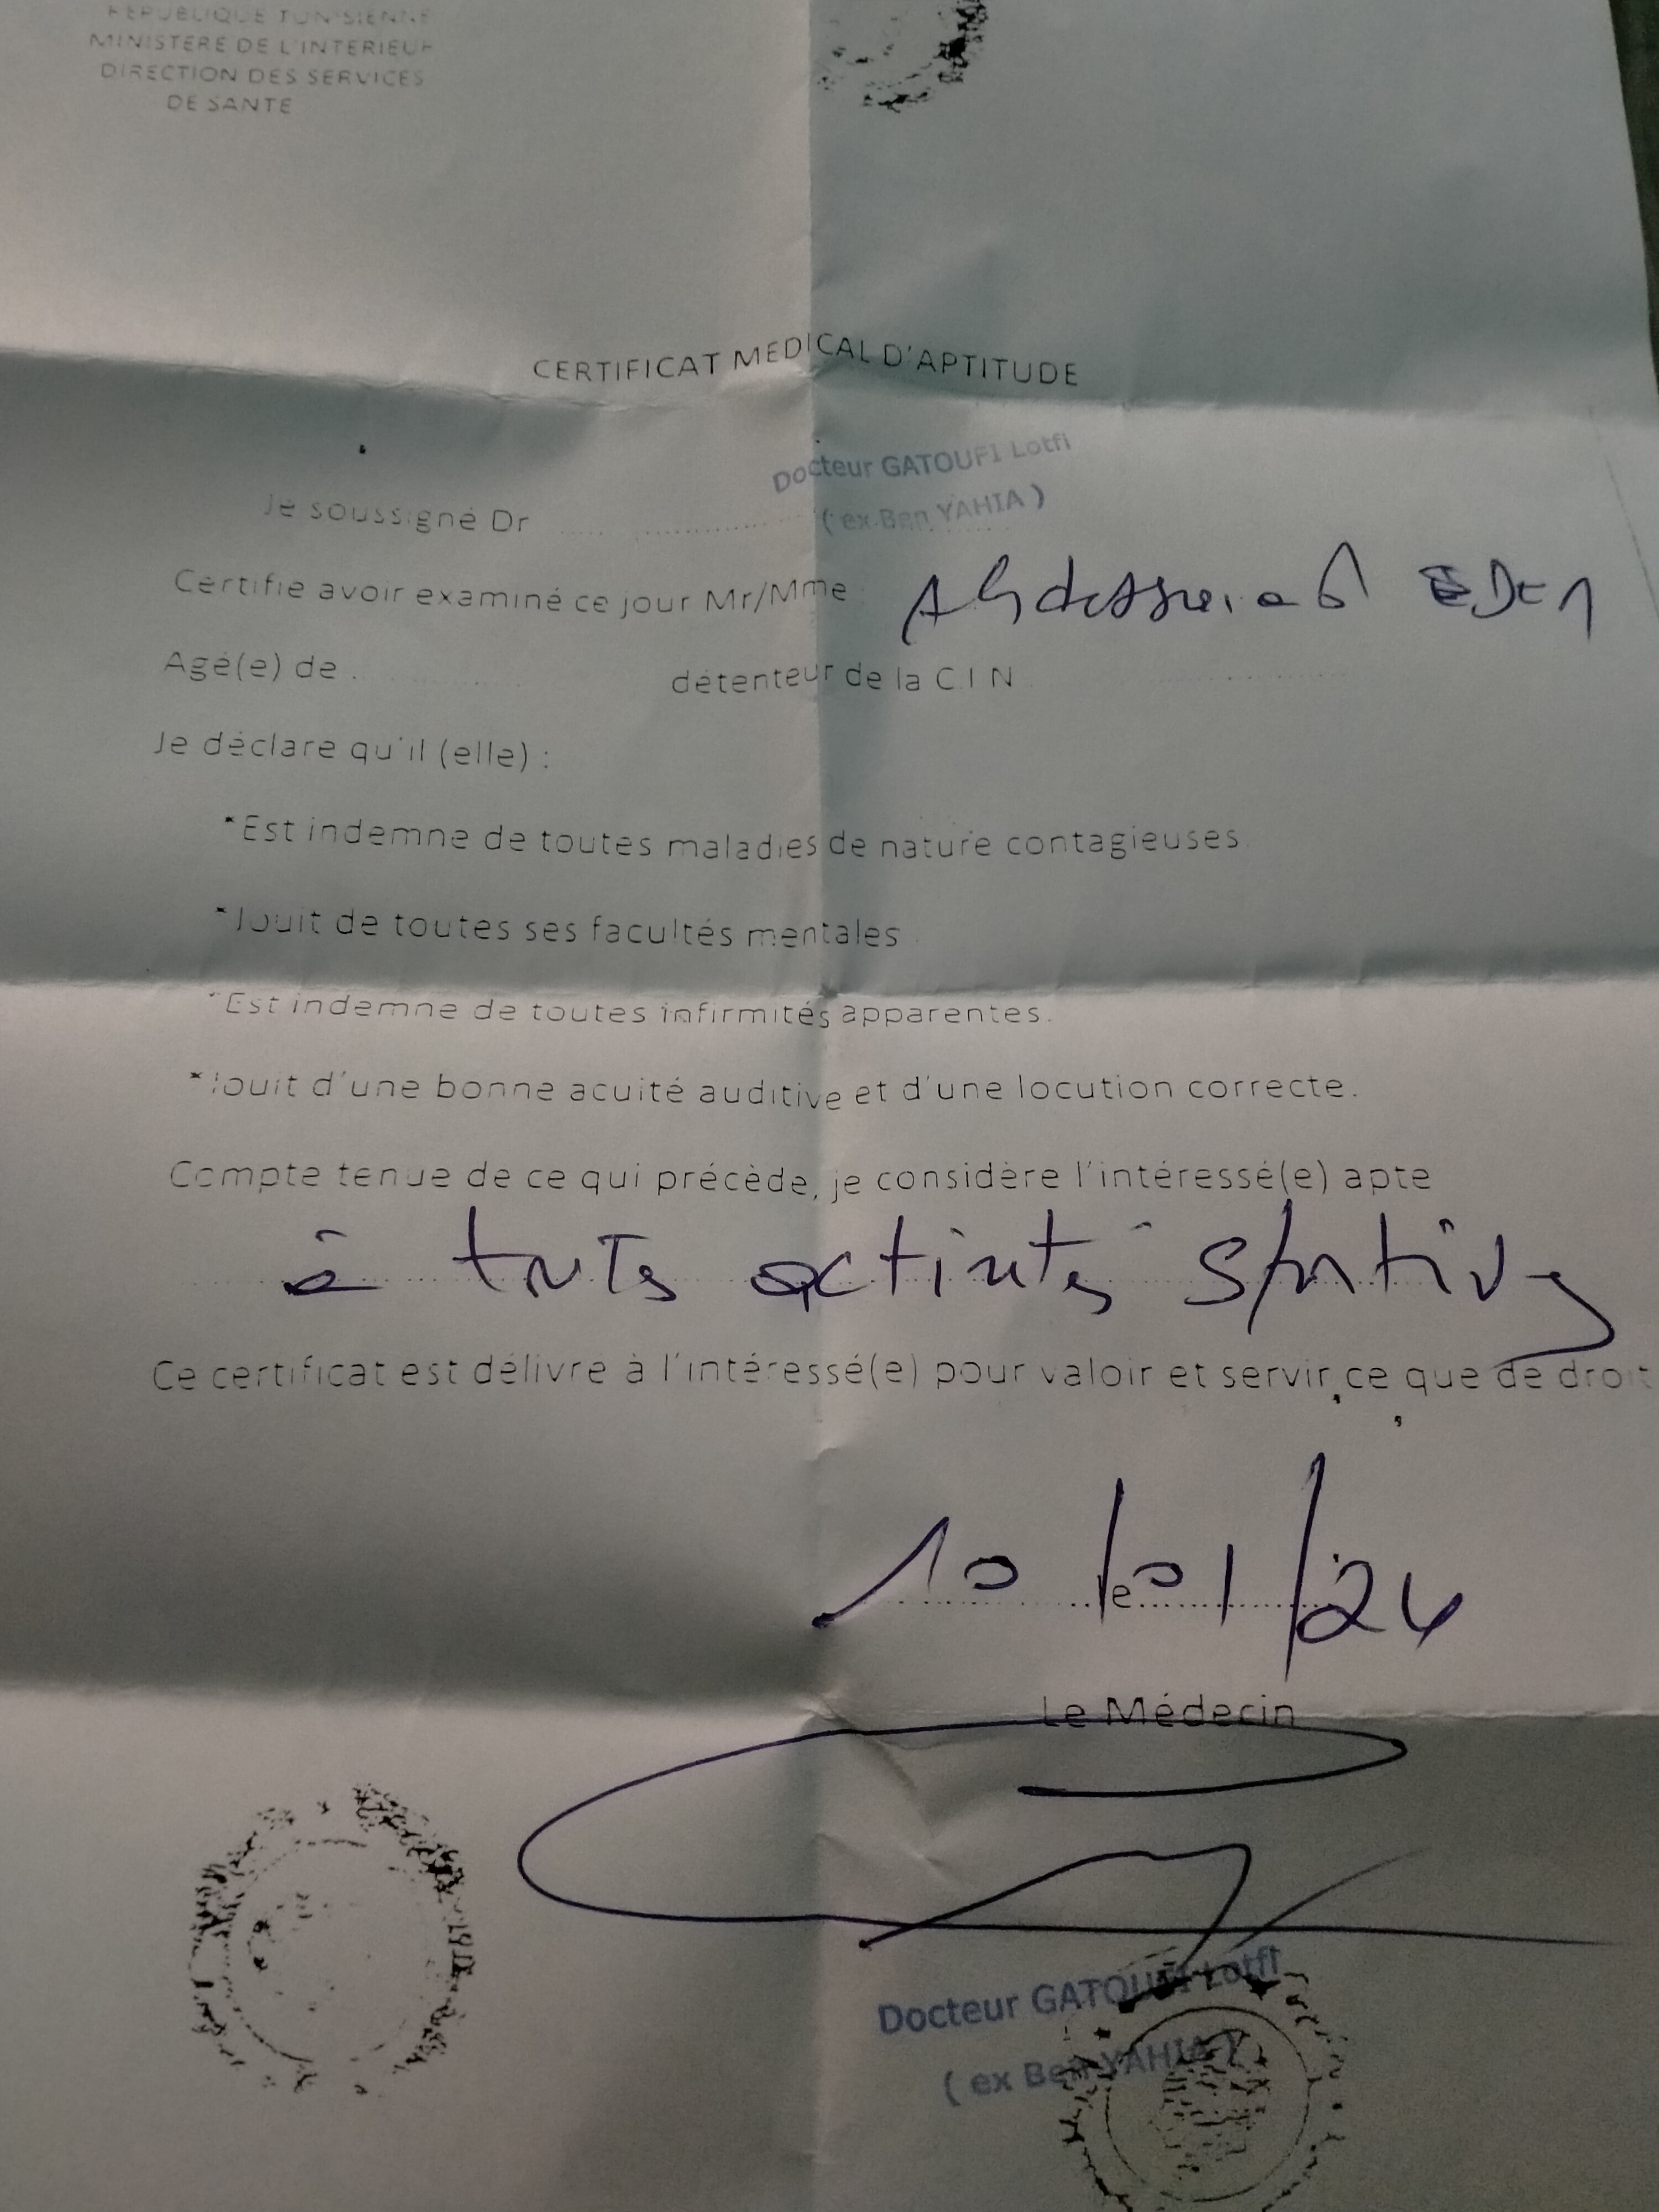 REPUBLIQUE TUNISIENNE
MINISTERE DE L'INTERIEUR
DIRECTION DES SERVICES
DE SANTE
CERTIFICAT MEDICAL D'APTITUDE
Docteur GATOUFI Lotfi
( ex Ben YAHIA )
Je soussigné Dr
Certifie avoir examiné ce jour Mr/Mme
Agé(e) de détenteur de la C I N
Je déclare qu'il (elle) :
*Est indemne de toutes maladies de nature contagieuses
*Jouit de toutes ses facultés mentales
*Est indemne de toutes infirmités apparentes.
*Jouit d'une bonne acuité auditive et d'une locution correcte.
Compte tenue de ce qui précède, je considère l'intéressé(e) apte
à toutes activités sportives
Ce certificat est délivre à l'intéressé(e) pour valoir et servir ce que de droit
le 10/01/24
Le Médecin
Docteur GATOUFI Lotfi
( ex Ben YAHIA )